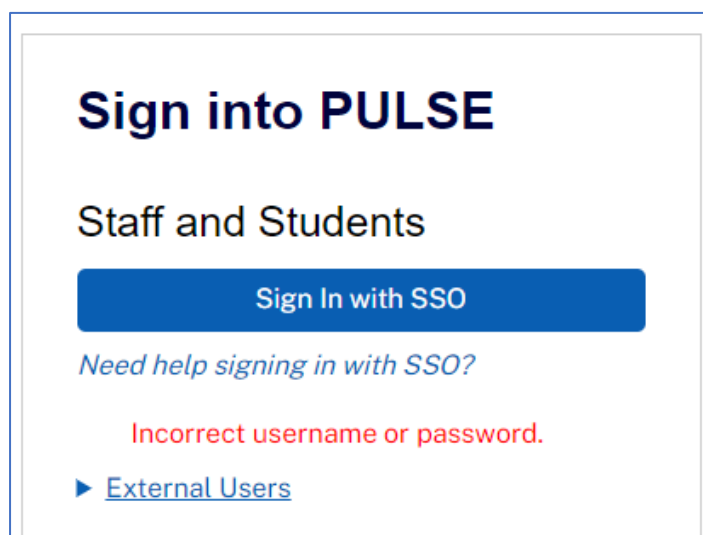 Sign into PULSE
Staff and Students
Sign In with SSO
Need help signing in with SSO?
Incorrect username or password.
External Users